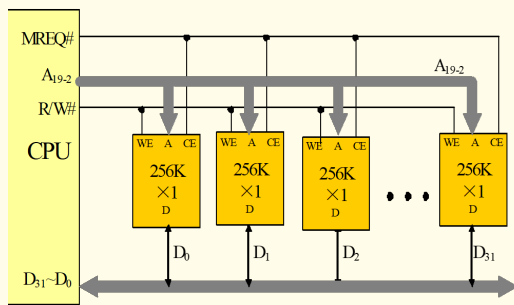 MREQ#
A19-2 A19-2
R/W#
CPU
WE A CE WE A CE WE A CE WE A CE
256K 256K 256K 256K
×1 ×1 ×1 ×1
D D D D
D0 D1 D2 D31
D31~D0